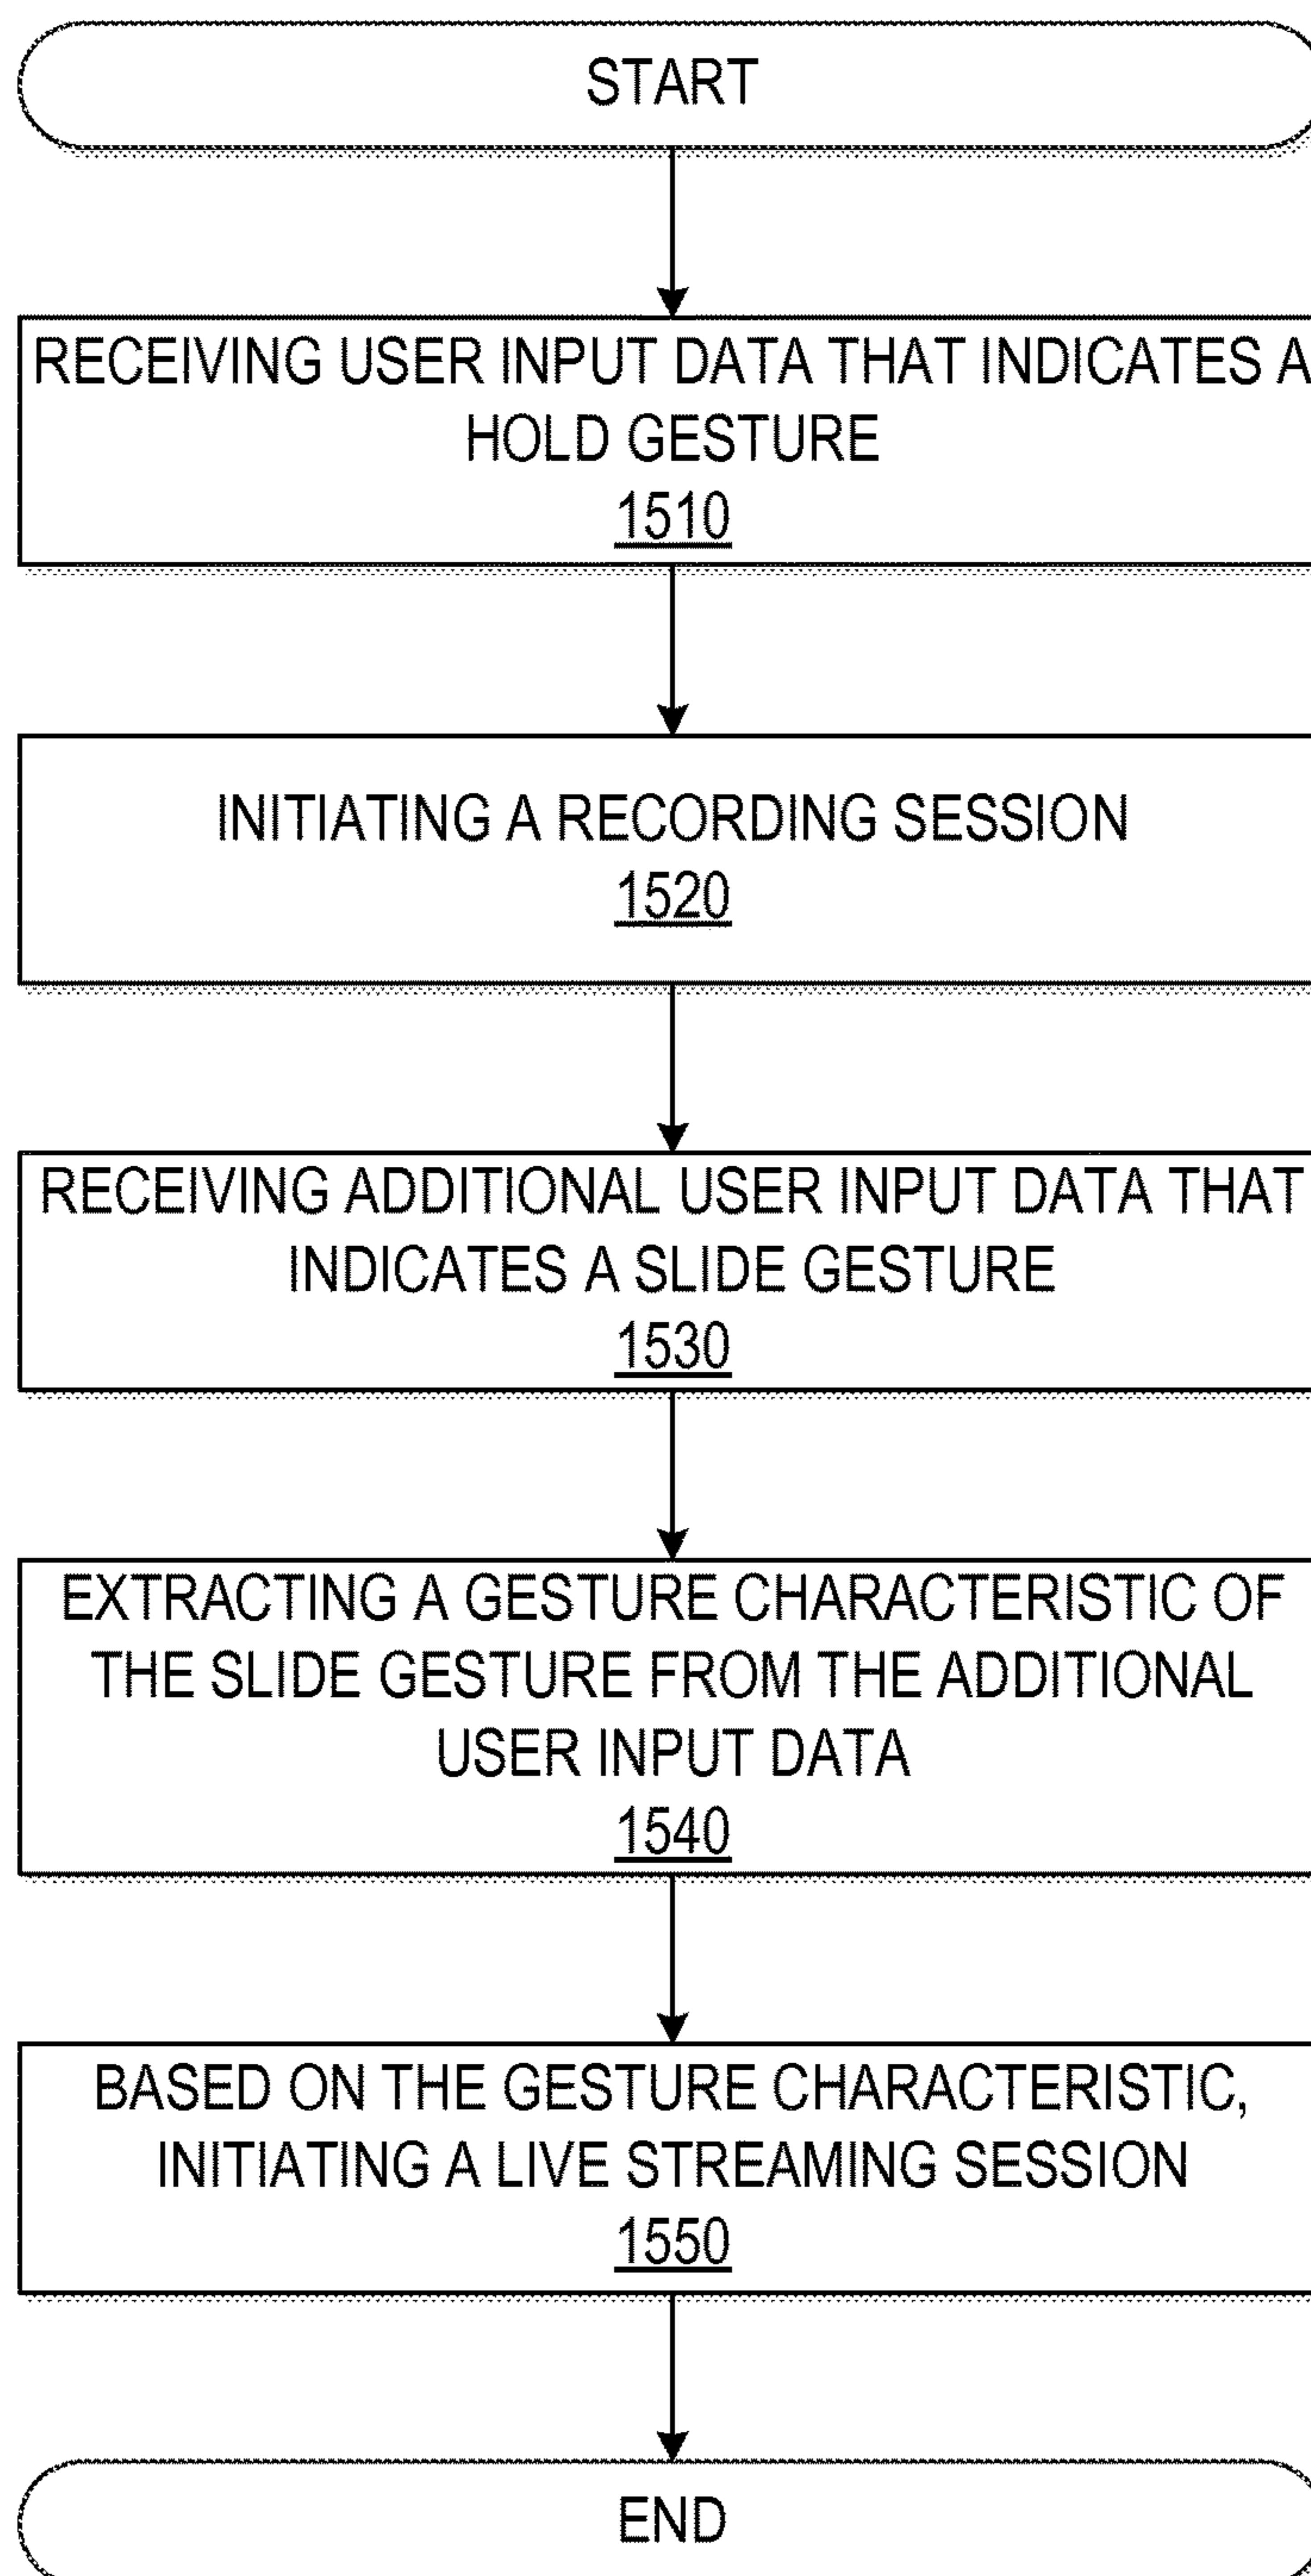 START
RECEIVING USER INPUT DATA THAT INDICATES A
HOLD GESTURE
1510
INITIATING A RECORDING SESSION
1520
RECEIVING ADDITIONAL USER INPUT DATA THAT
INDICATES A SLIDE GESTURE
1530
EXTRACTING A GESTURE CHARACTERISTIC OF
THE SLIDE GESTURE FROM THE ADDITIONAL
USER INPUT DATA
1540
BASED ON THE GESTURE CHARACTERISTIC,
INITIATING A LIVE STREAMING SESSION
1550
END